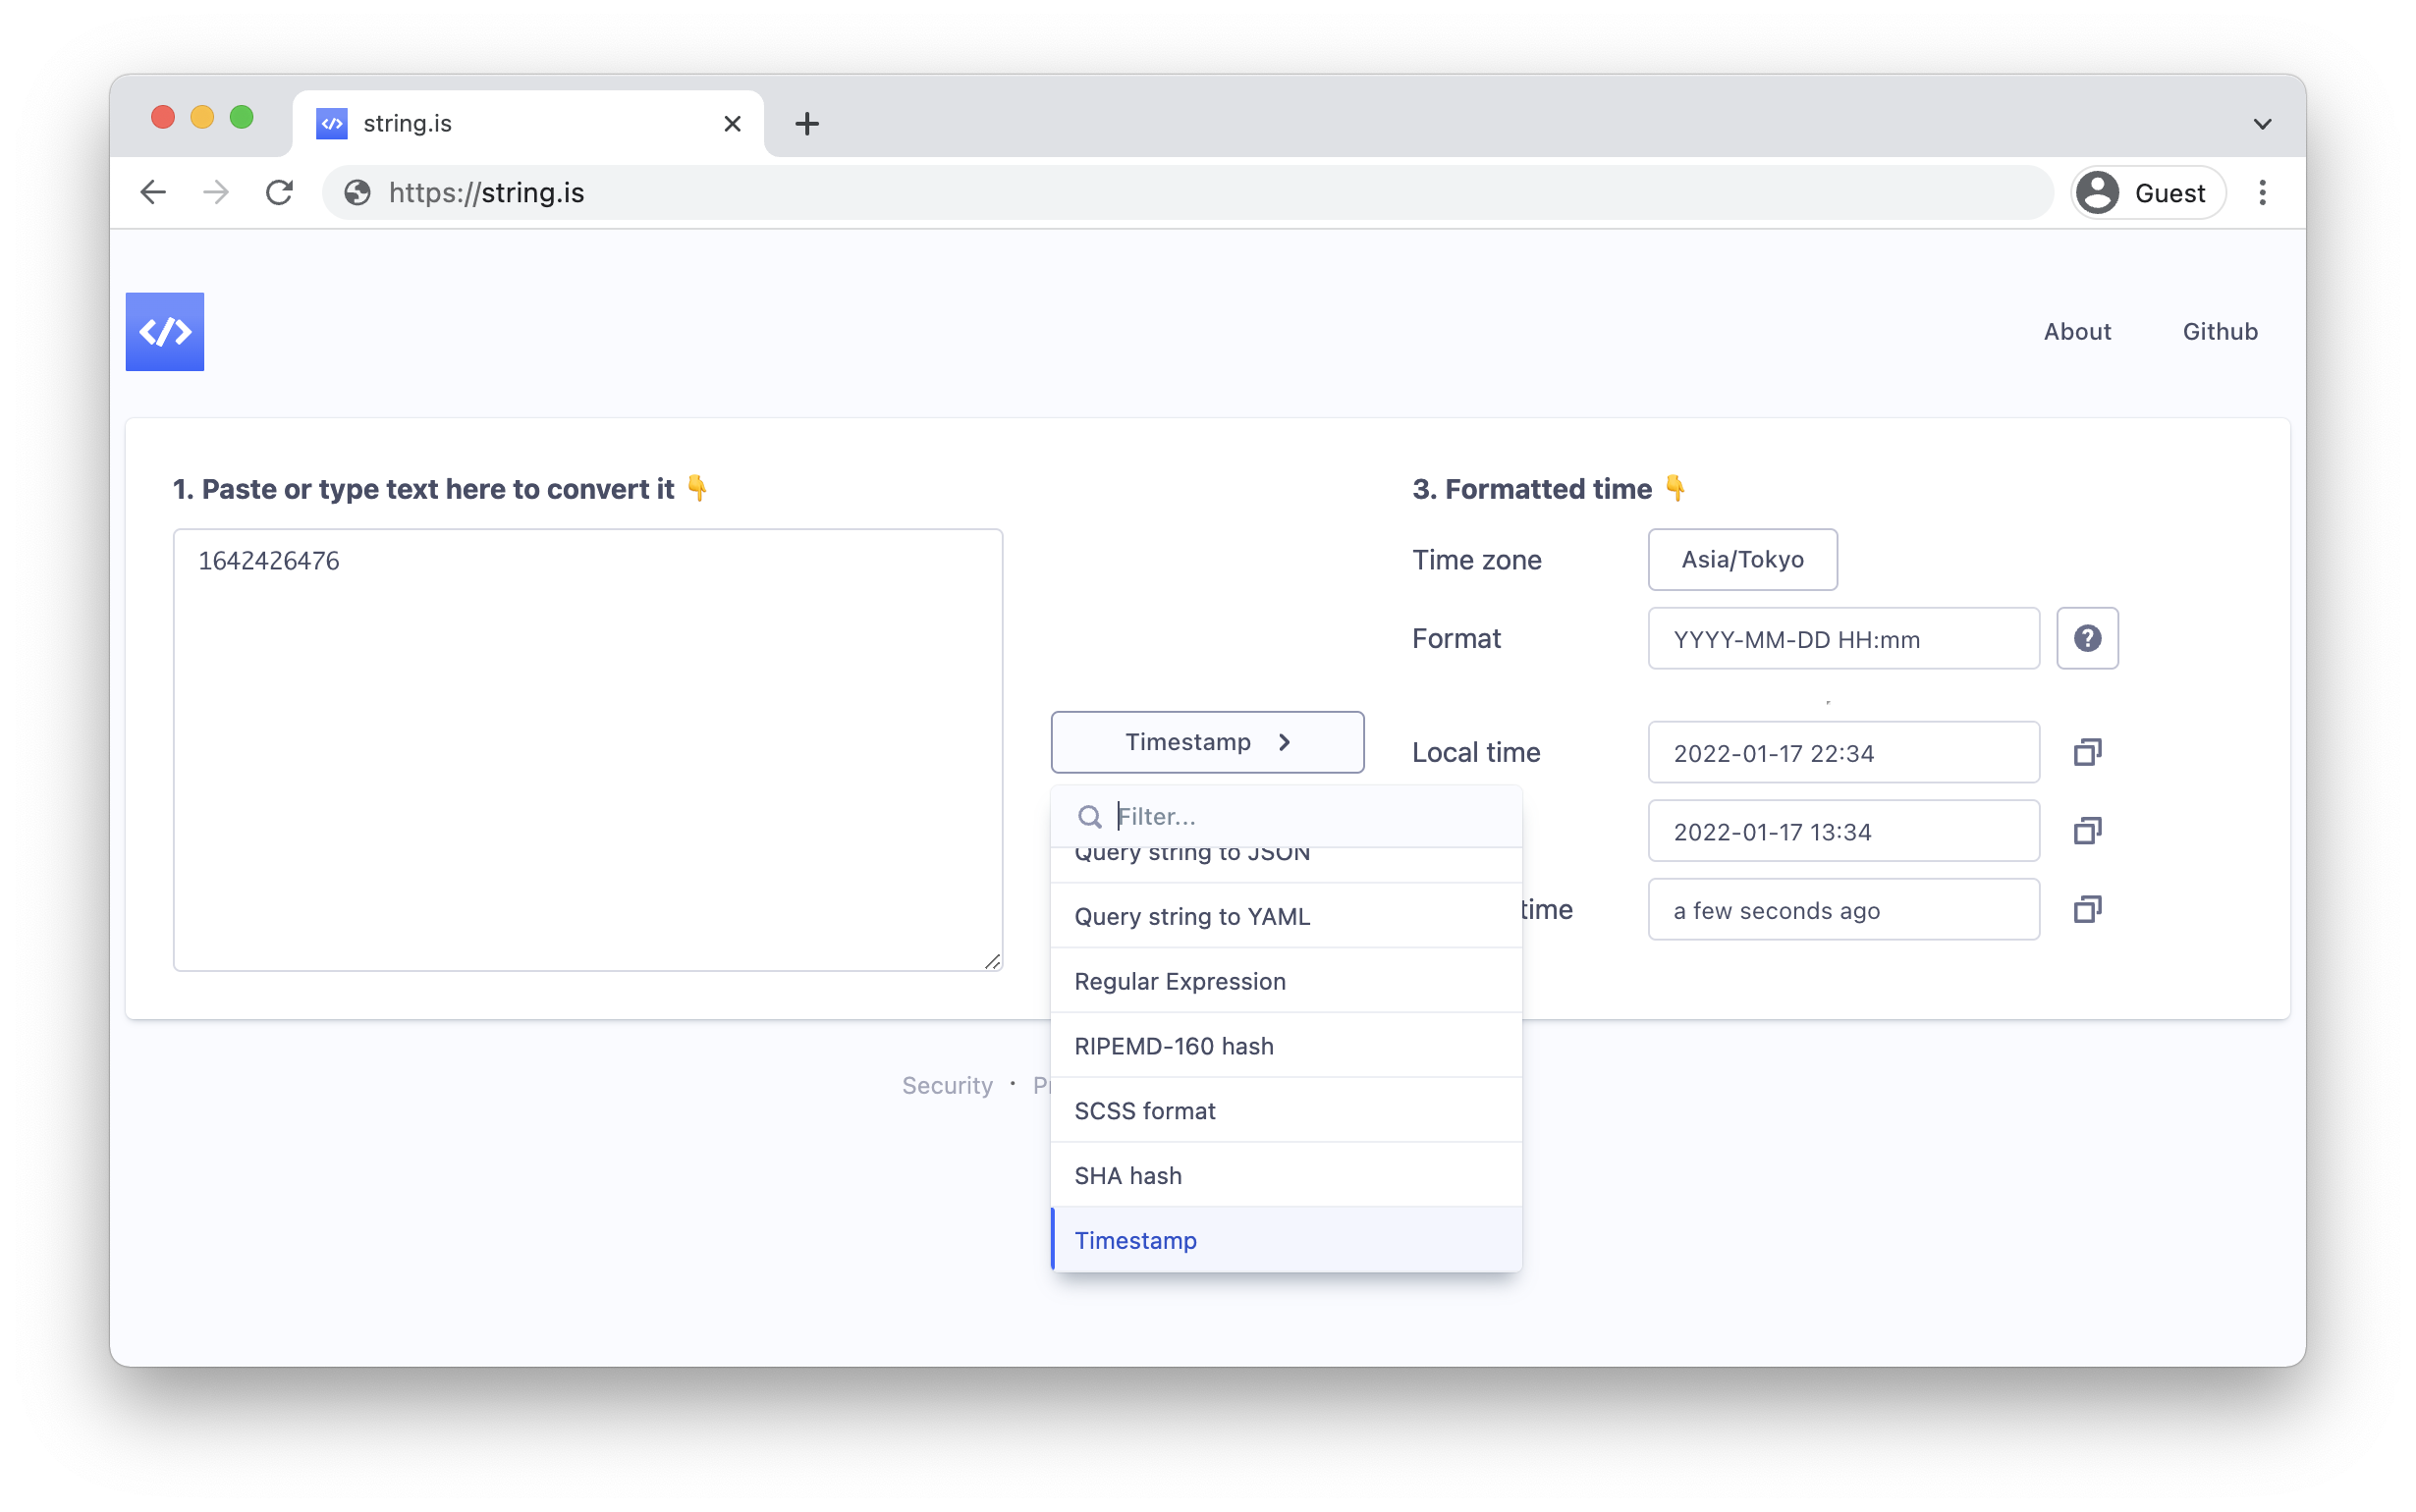 string.is
https://string.is
Guest
</>
About
Github
1. Paste or type text here to convert it 👇
1642426476
Timestamp
Filter...
Query string to JSON
Query string to YAML
Regular Expression
RIPEMD-160 hash
SCSS format
SHA hash
Timestamp
3. Formatted time 👇
Time zone
Asia/Tokyo
Format
YYYY-MM-DD HH:mm
Local time
2022-01-17 22:34
2022-01-17 13:34
time
a few seconds ago
Security ·